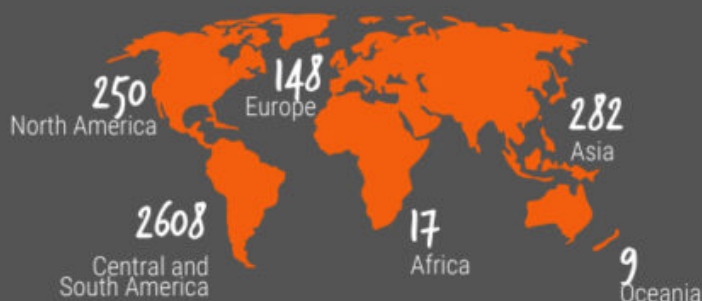 250
North America
148
Europe
282
Asia
2608
Central and
South America
17
Africa
9
Oceania